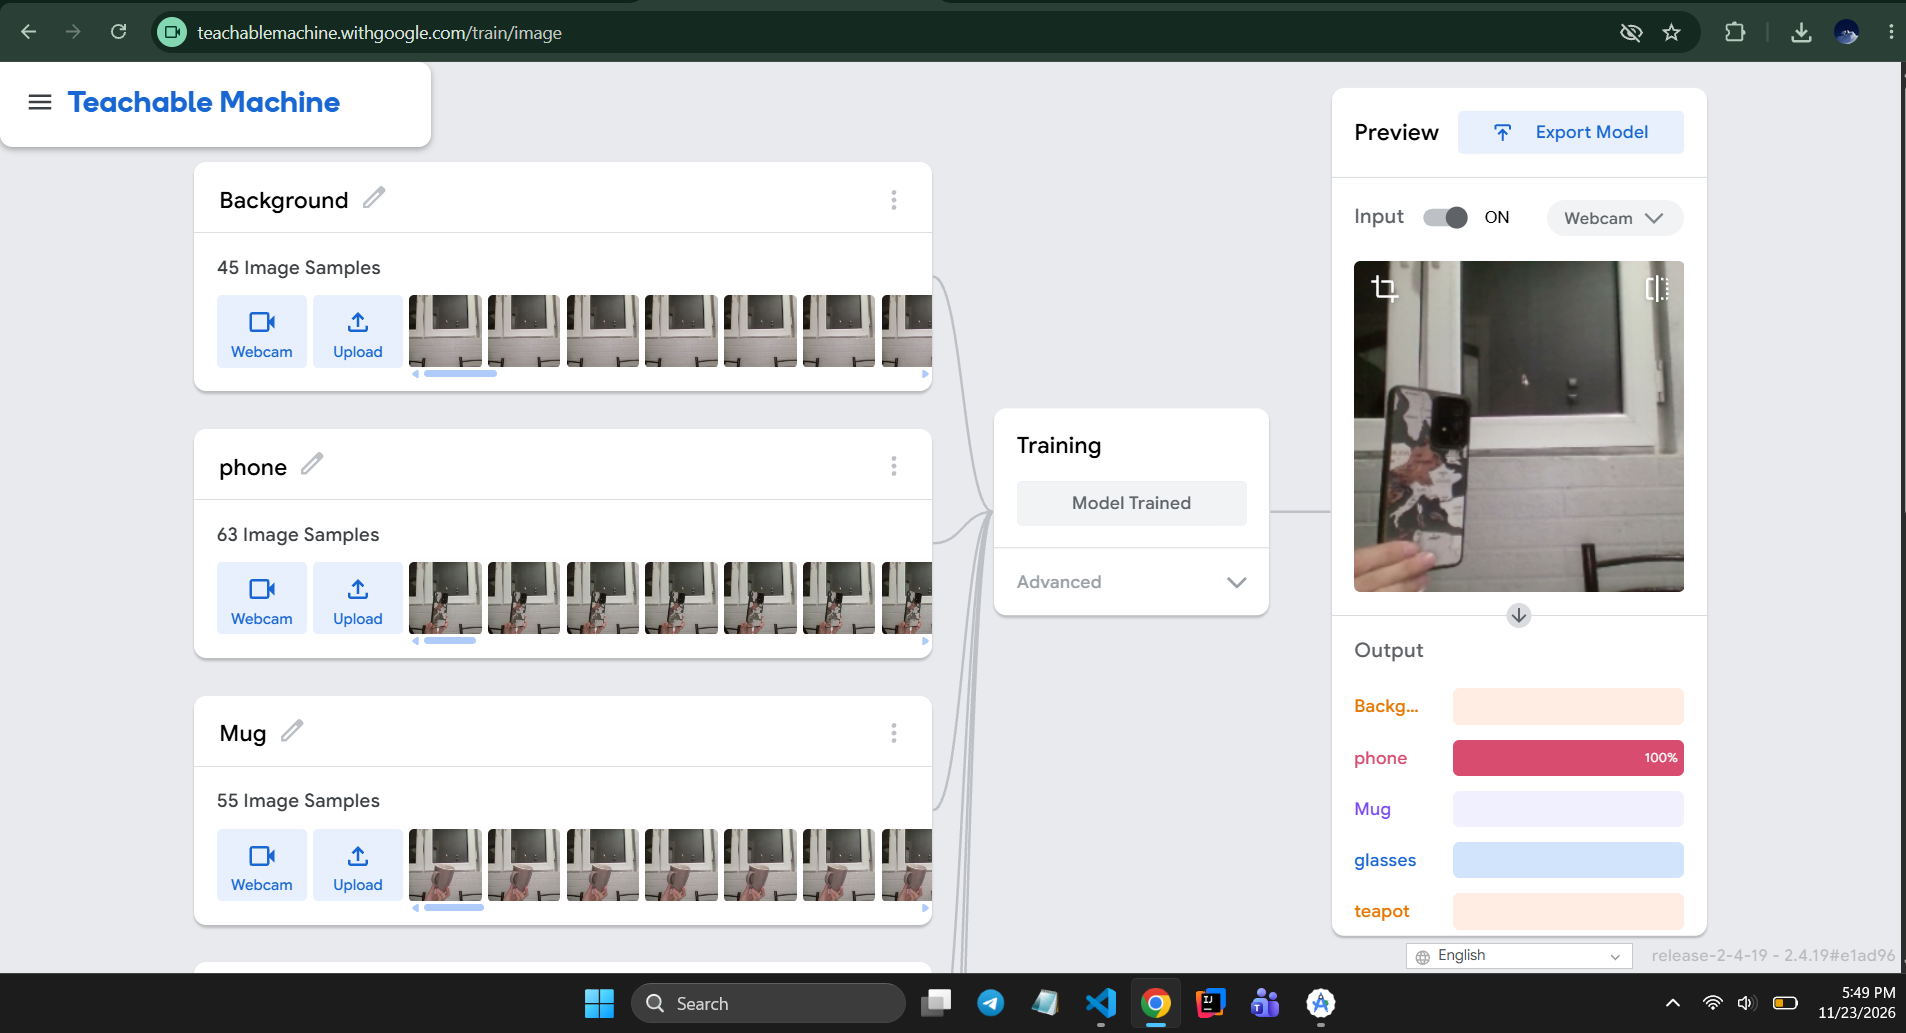 teachablemachine.withgoogle.com/train/image
Teachable Machine
Background
45 Image Samples
Webcam
Upload
phone
63 Image Samples
Webcam
Upload
Mug
55 Image Samples
Webcam
Upload
Training
Model Trained
Advanced
Preview
Export Model
Input
ON
Webcam
Output
Backg...
phone
100%
Mug
glasses
teapot
English
release-2-4-19 - 2.4.19#e1ad96
Search
5:49 PM
11/23/2026